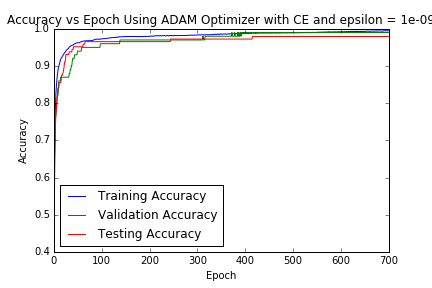 Accuracy vs Epoch Using ADAM Optimizer with CE and epsilon = 1e-09
1.0
0.9
0.8
0.7
0.6
0.5
0.4
Accuracy
Training Accuracy
Validation Accuracy
Testing Accuracy
0 100 200 300 400 500 600 700
Epoch